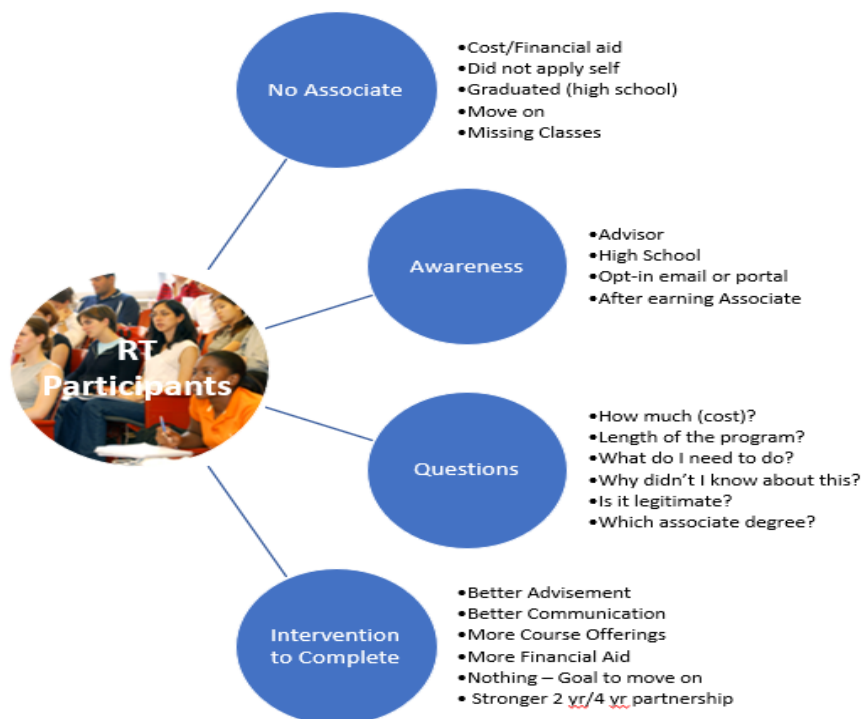 No Associate
•Cost/Financial aid
•Did not apply self
•Graduated (high school)
•Move on
•Missing Classes
Awareness
•Advisor
•High School
•Opt-in email or portal
•After earning Associate
RT
Participants
Questions
•How much (cost)?
•Length of the program?
•What do I need to do?
•Why didn’t I know about this?
•Is it legitimate?
•Which associate degree?
Intervention
to Complete
•Better Advisement
•Better Communication
•More Course Offerings
•More Financial Aid
•Nothing – Goal to move on
• Stronger 2 yr/4 yr partnership